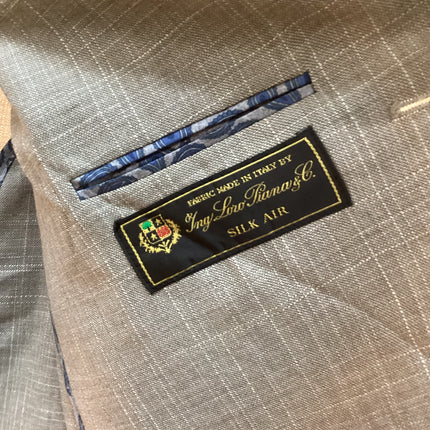 FABRIC MADE IN ITALY BY
Ing. Loro Piana & C.
SILK AIR